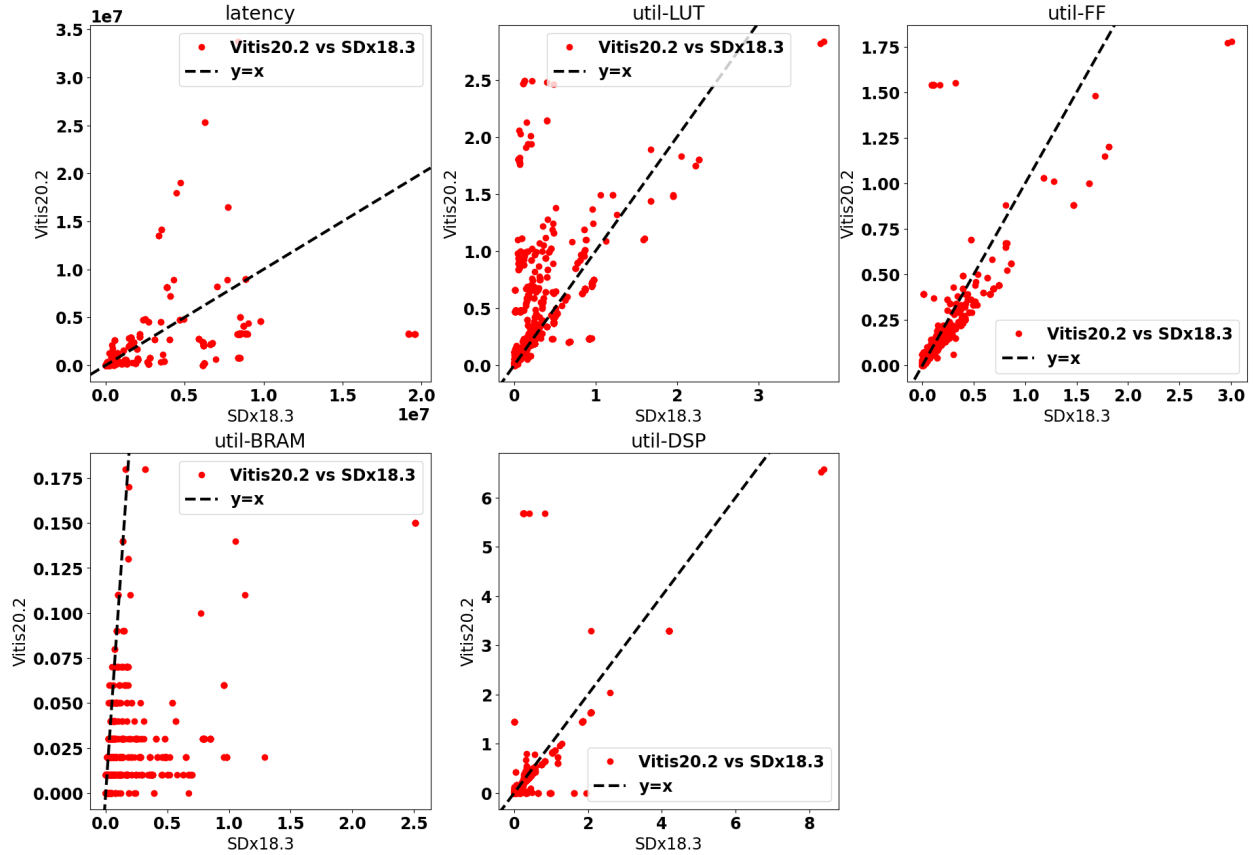 latency
1e7
3.5
3.0
2.5
2.0
1.5
1.0
0.5
0.0
Vitis20.2
Vitis20.2 vs SDx18.3
y=x
0.0 0.5 1.0 1.5 2.0
SDx18.3
1e7
util-LUT
2.5
2.0
1.5
1.0
0.5
0.0
Vitis20.2
Vitis20.2 vs SDx18.3
y=x
0 1 2 3
SDx18.3
util-FF
1.75
1.50
1.25
1.00
0.75
0.50
0.25
0.00
Vitis20.2
Vitis20.2 vs SDx18.3
y=x
0.0 0.5 1.0 1.5 2.0 2.5 3.0
SDx18.3
util-BRAM
0.175
0.150
0.125
0.100
0.075
0.050
0.025
0.000
Vitis20.2
Vitis20.2 vs SDx18.3
y=x
0.0 0.5 1.0 1.5 2.0 2.5
SDx18.3
util-DSP
6
5
4
3
2
1
0
Vitis20.2
Vitis20.2 vs SDx18.3
y=x
0 2 4 6 8
SDx18.3